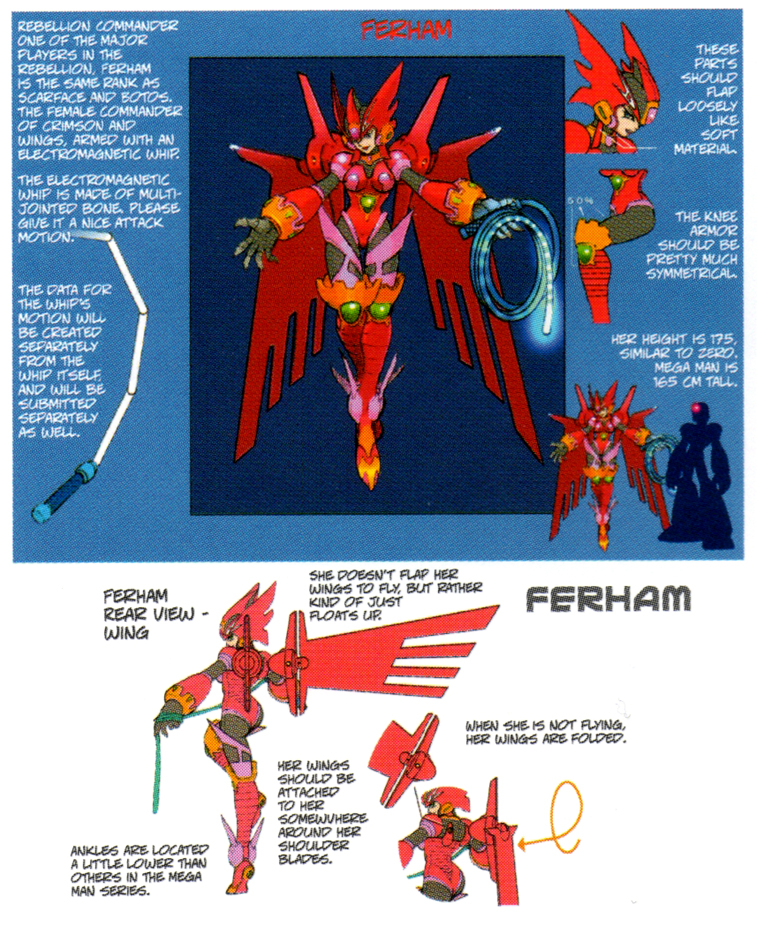 FERHAM
REBELLION COMMANDER
ONE OF THE MAJOR
PLAYERS IN THE
REBELLION, FERHAM
IS THE SAME RANK AS
SCARFACE AND BOTOS.
THE FEMALE COMMANDER
OF CRIMSON AND
WINGS, ARMED WITH AN
ELECTROMAGNETIC WHIP.
THE ELECTROMAGNETIC
WHIP IS MADE OF MULTI-
JOINTED BONE. PLEASE
GIVE IT A NICE ATTACK
MOTION.
THE DATA FOR
THE WHIP'S
MOTION WILL
BE CREATED
SEPARATELY
FROM THE
WHIP ITSELF,
AND WILL BE
SUBMITTED
SEPARATELY
AS WELL.
THESE
PARTS
SHOULD
FLAP
LOOSELY
LIKE
SOFT
MATERIAL.
60%
THE KNEE
ARMOR
SHOULD BE
PRETTY MUCH
SYMMETRICAL.
HER HEIGHT IS 175,
SIMILAR TO ZERO.
MEGA MAN IS
165 CM TALL.
FERHAM
REAR VIEW -
WING
SHE DOESN'T FLAP HER
WINGS TO FLY, BUT RATHER
KIND OF JUST
FLOATS UP.
FERHAM
WHEN SHE IS NOT FLYING,
HER WINGS ARE FOLDED.
HER WINGS
SHOULD BE
ATTACHED
TO HER
SOMEWHERE
AROUND HER
SHOULDER
BLADES.
ANKLES ARE LOCATED
A LITTLE LOWER THAN
OTHERS IN THE MEGA
MAN SERIES.